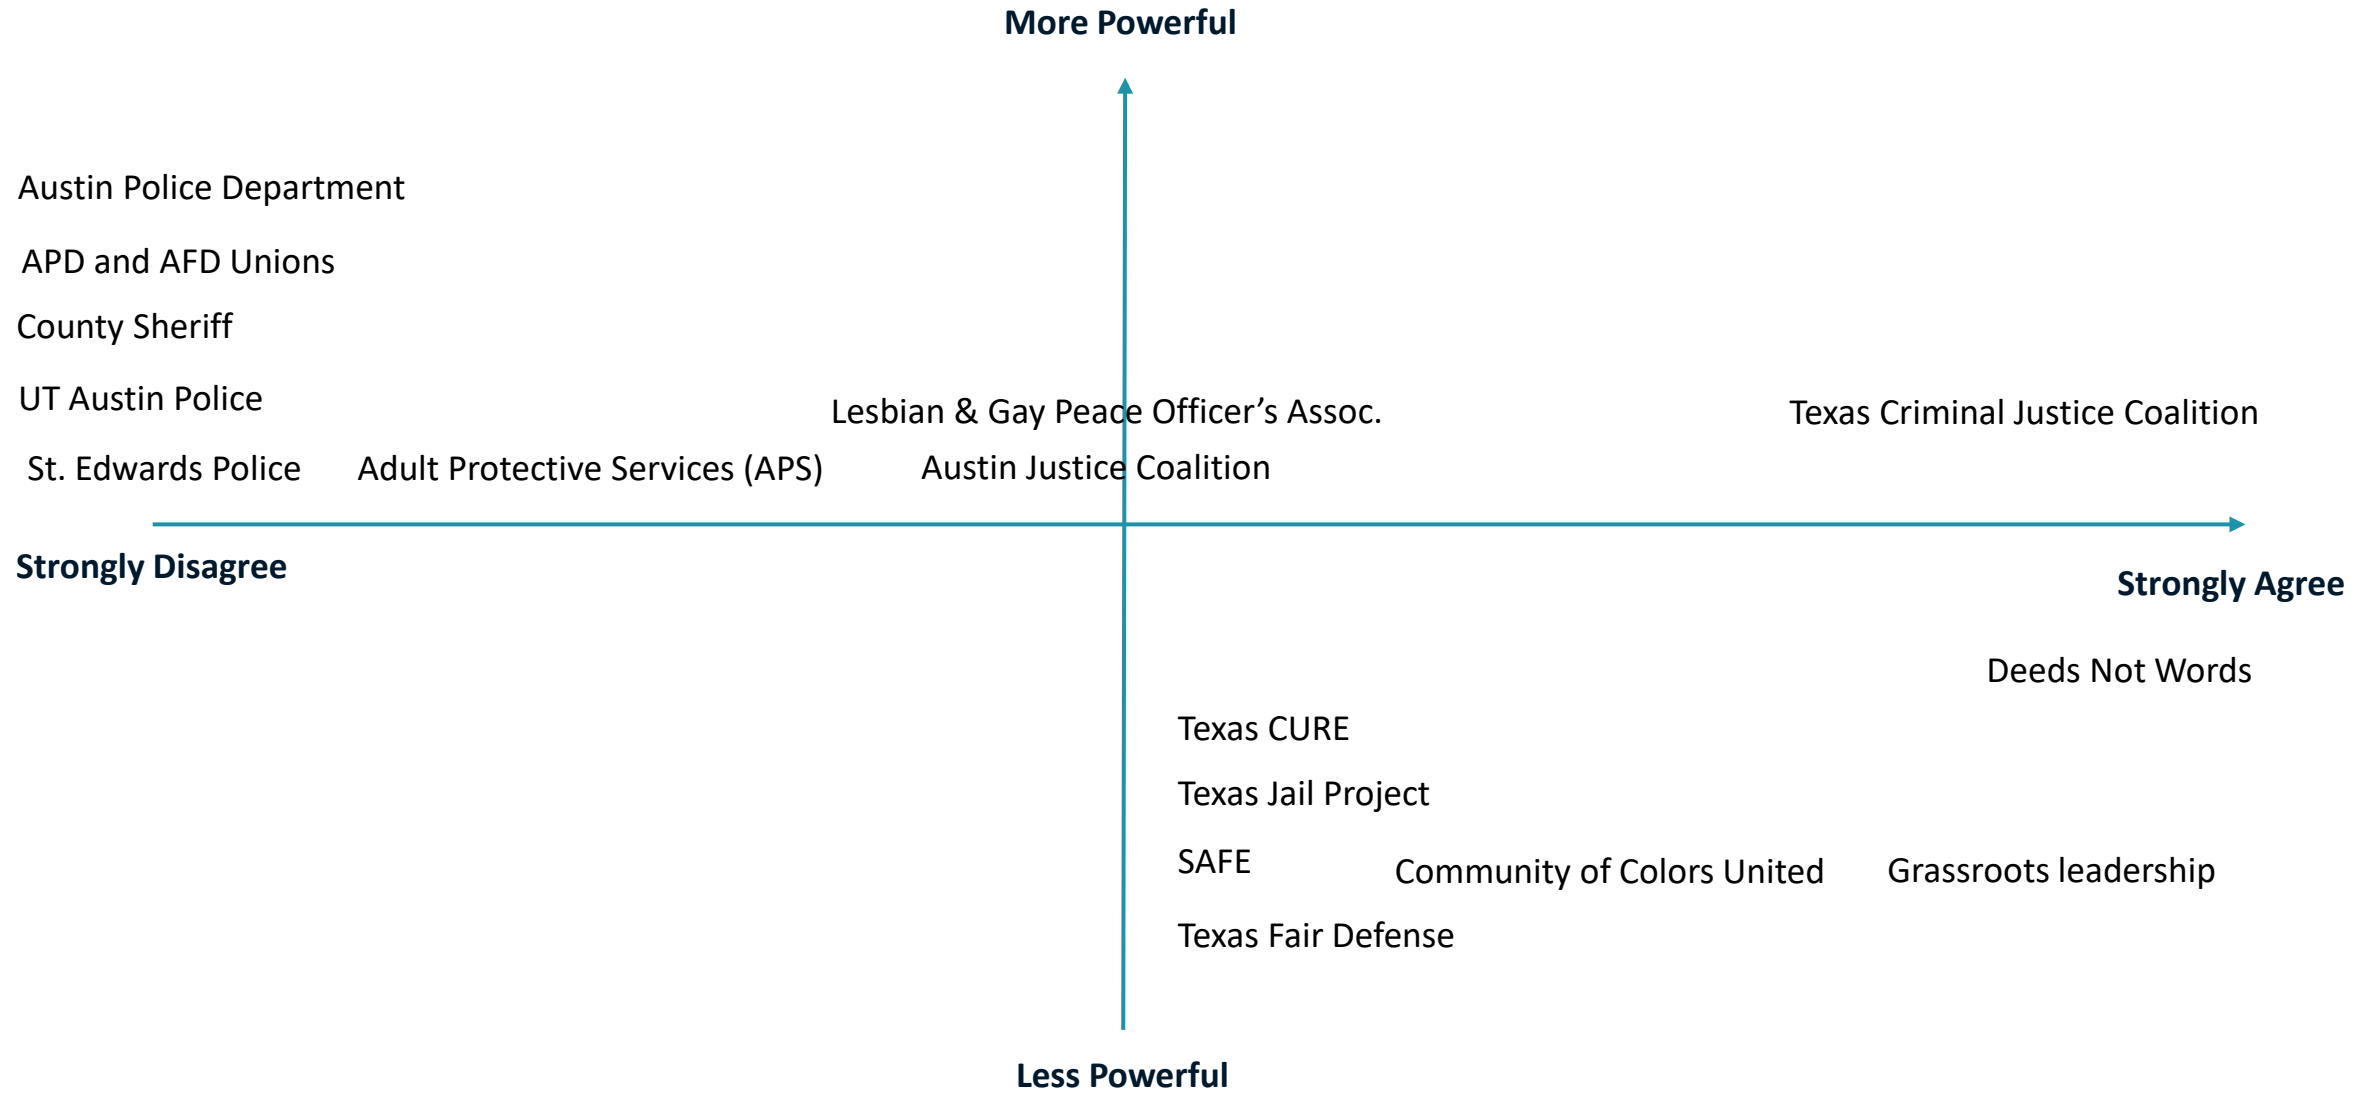 More Powerful
Austin Police Department
APD and AFD Unions
County Sheriff
UT Austin Police
Lesbian & Gay Peace Officer’s Assoc.
Texas Criminal Justice Coalition
St. Edwards Police
Adult Protective Services (APS)
Austin Justice Coalition
Strongly Disagree
Strongly Agree
Deeds Not Words
Texas CURE
Texas Jail Project
SAFE
Community of Colors United
Grassroots leadership
Texas Fair Defense
Less Powerful